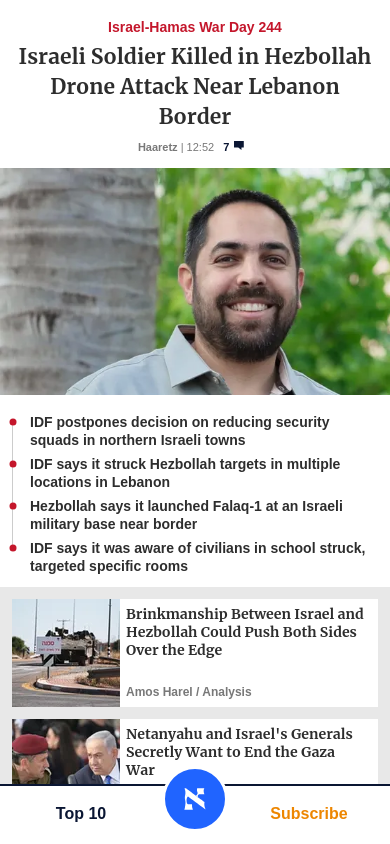 Israel-Hamas War Day 244
Israeli Soldier Killed in Hezbollah
Drone Attack Near Lebanon
Border
Haaretz | 12:52 7
IDF postpones decision on reducing security
squads in northern Israeli towns
IDF says it struck Hezbollah targets in multiple
locations in Lebanon
Hezbollah says it launched Falaq-1 at an Israeli
military base near border
IDF says it was aware of civilians in school struck,
targeted specific rooms
Brinkmanship Between Israel and
Hezbollah Could Push Both Sides
Over the Edge
Amos Harel / Analysis
Netanyahu and Israel's Generals
Secretly Want to End the Gaza
War
Top 10
א
Subscribe